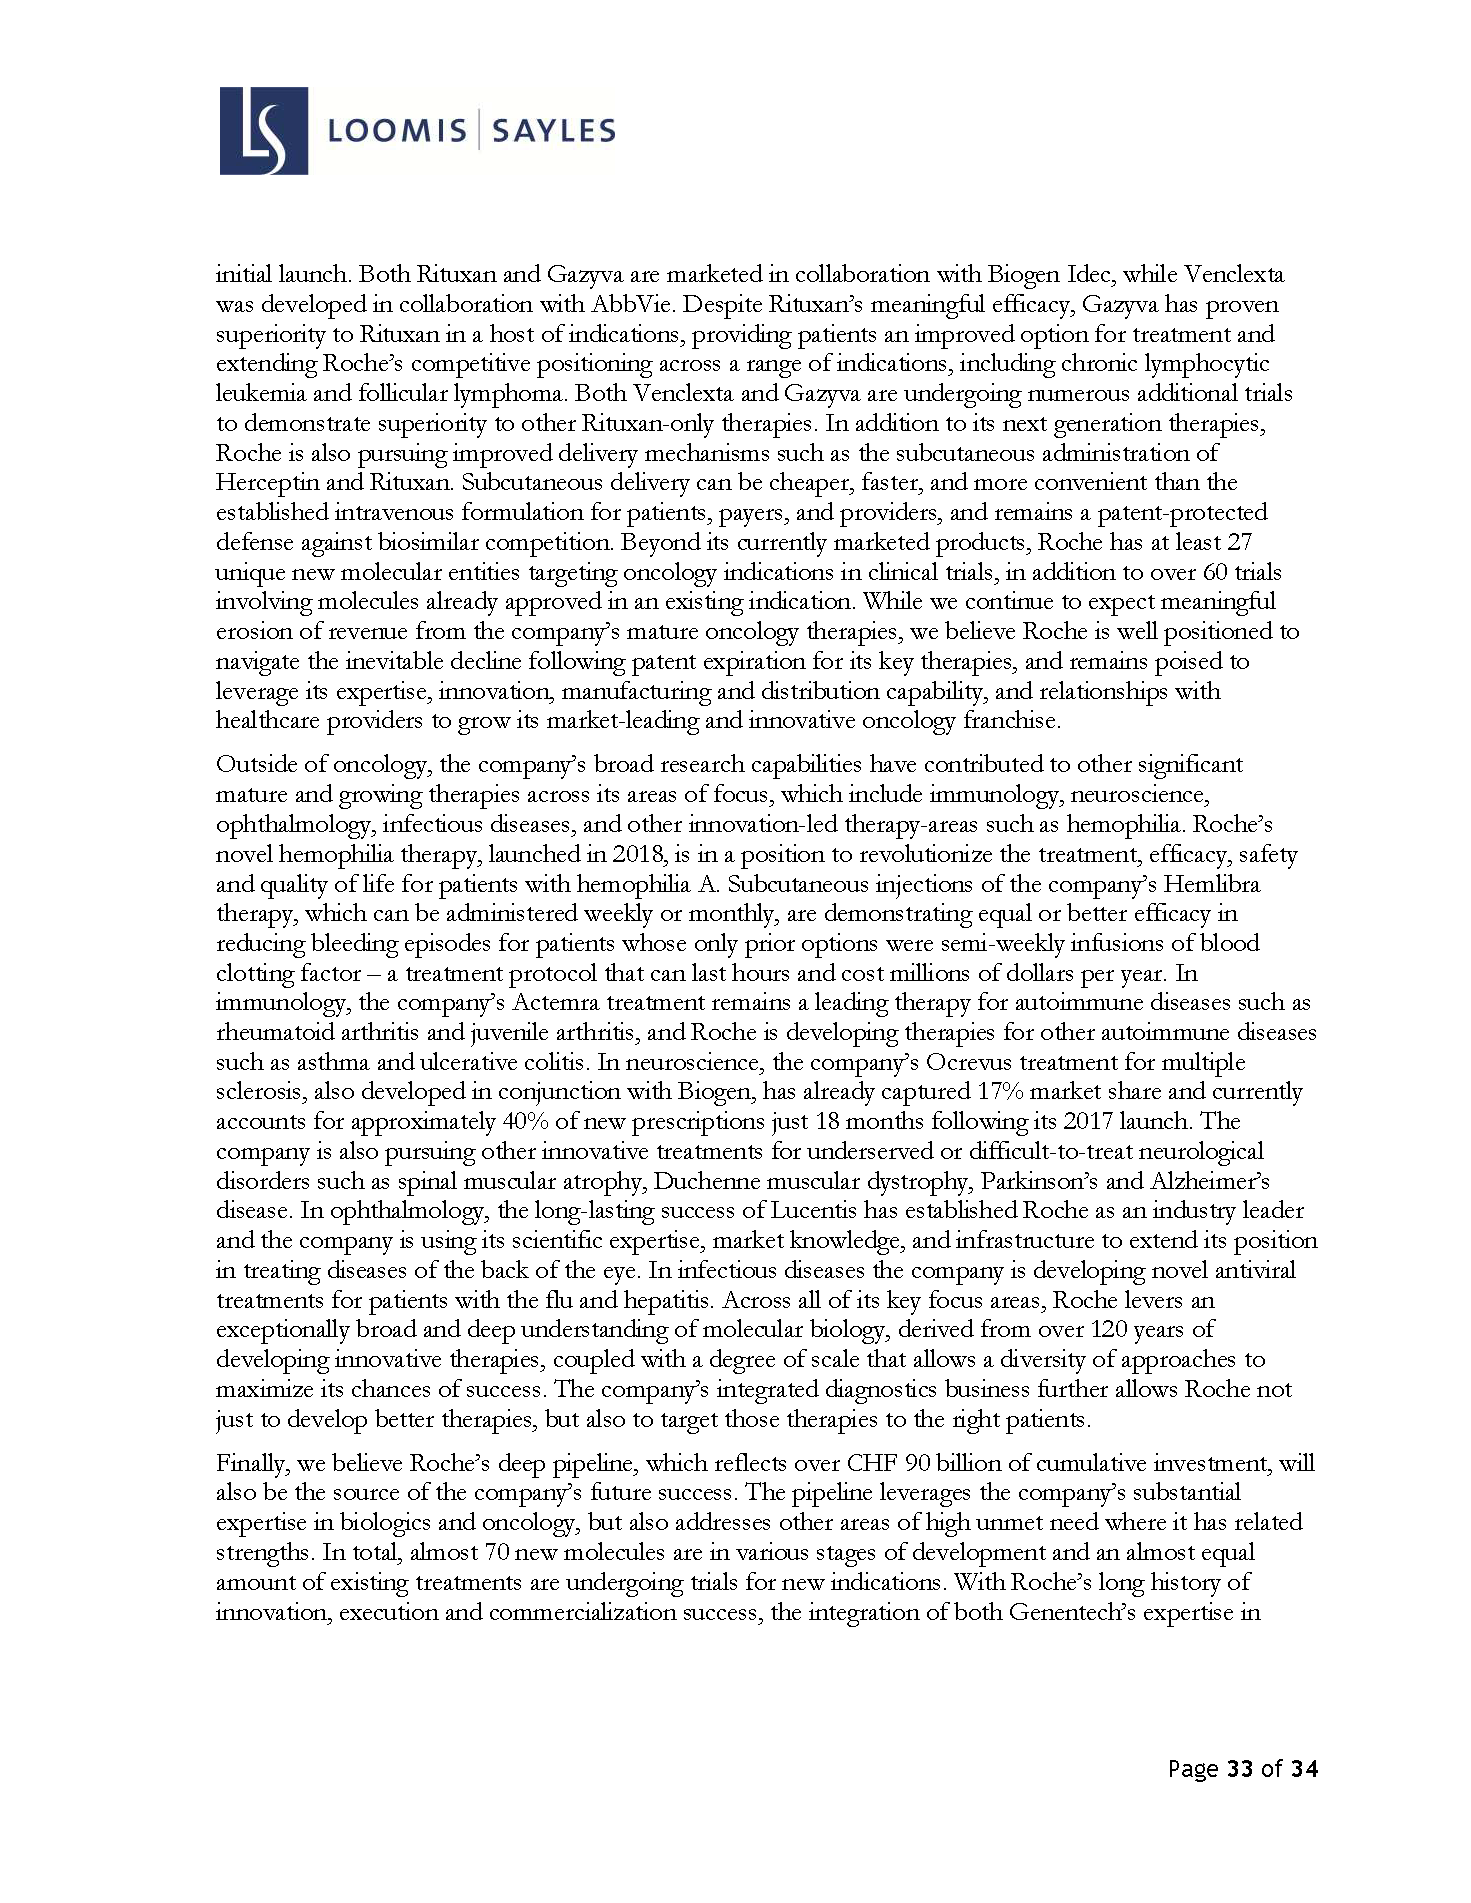 LS LOOMIS | SAYLES
initial launch. Both Rituxan and Gazyva are marketed in collaboration with Biogen Idec, while Venclexta
was developed in collaboration with AbbVie. Despite Rituxan’s meaningful efficacy, Gazyva has proven
superiority to Rituxan in a host of indications, providing patients an improved option for treatment and
extending Roche’s competitive positioning across a range of indications, including chronic lymphocytic
leukemia and follicular lymphoma. Both Venclexta and Gazyva are undergoing numerous additional trials
to demonstrate superiority to other Rituxan-only therapies. In addition to its next generation therapies,
Roche is also pursuing improved delivery mechanisms such as the subcutaneous administration of
Herceptin and Rituxan. Subcutaneous delivery can be cheaper, faster, and more convenient than the
established intravenous formulation for patients, payers, and providers, and remains a patent-protected
defense against biosimilar competition. Beyond its currently marketed products, Roche has at least 27
unique new molecular entities targeting oncology indications in clinical trials, in addition to over 60 trials
involving molecules already approved in an existing indication. While we continue to expect meaningful
erosion of revenue from the company’s mature oncology therapies, we believe Roche is well positioned to
navigate the inevitable decline following patent expiration for its key therapies, and remains poised to
leverage its expertise, innovation, manufacturing and distribution capability, and relationships with
healthcare providers to grow its market-leading and innovative oncology franchise.
Outside of oncology, the company’s broad research capabilities have contributed to other significant
mature and growing therapies across its areas of focus, which include immunology, neuroscience,
ophthalmology, infectious diseases, and other innovation-led therapy-areas such as hemophilia. Roche’s
novel hemophilia therapy, launched in 2018, is in a position to revolutionize the treatment, efficacy, safety
and quality of life for patients with hemophilia A. Subcutaneous injections of the company’s Hemlibra
therapy, which can be administered weekly or monthly, are demonstrating equal or better efficacy in
reducing bleeding episodes for patients whose only prior options were semi-weekly infusions of blood
clotting factor – a treatment protocol that can last hours and cost millions of dollars per year. In
immunology, the company’s Actemra treatment remains a leading therapy for autoimmune diseases such as
rheumatoid arthritis and juvenile arthritis, and Roche is developing therapies for other autoimmune diseases
such as asthma and ulcerative colitis. In neuroscience, the company’s Ocrevus treatment for multiple
sclerosis, also developed in conjunction with Biogen, has already captured 17% market share and currently
accounts for approximately 40% of new prescriptions just 18 months following its 2017 launch. The
company is also pursuing other innovative treatments for underserved or difficult-to-treat neurological
disorders such as spinal muscular atrophy, Duchenne muscular dystrophy, Parkinson’s and Alzheimer’s
disease. In ophthalmology, the long-lasting success of Lucentis has established Roche as an industry leader
and the company is using its scientific expertise, market knowledge, and infrastructure to extend its position
in treating diseases of the back of the eye. In infectious diseases the company is developing novel antiviral
treatments for patients with the flu and hepatitis. Across all of its key focus areas, Roche levers an
exceptionally broad and deep understanding of molecular biology, derived from over 120 years of
developing innovative therapies, coupled with a degree of scale that allows a diversity of approaches to
maximize its chances of success. The company’s integrated diagnostics business further allows Roche not
just to develop better therapies, but also to target those therapies to the right patients.
Finally, we believe Roche’s deep pipeline, which reflects over CHF 90 billion of cumulative investment, will
also be the source of the company’s future success. The pipeline leverages the company’s substantial
expertise in biologics and oncology, but also addresses other areas of high unmet need where it has related
strengths. In total, almost 70 new molecules are in various stages of development and an almost equal
amount of existing treatments are undergoing trials for new indications. With Roche’s long history of
innovation, execution and commercialization success, the integration of both Genentech’s expertise in
Page 33 of 34